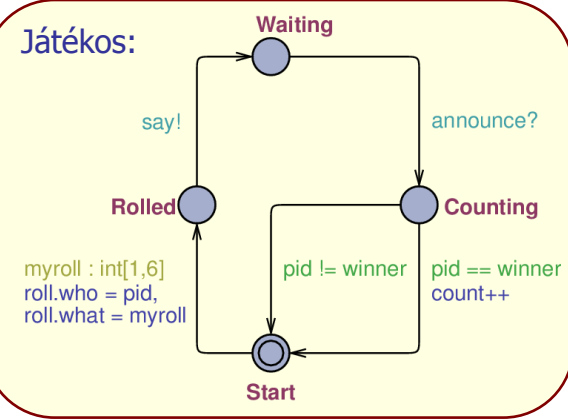 Játékos:
Waiting
say!
announce?
Rolled
Counting
myroll : int[1,6]
roll.who = pid,
roll.what = myroll
pid != winner
pid == winner
count++
Start